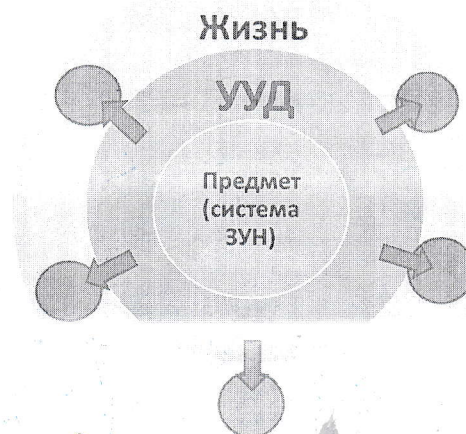 Жизнь
УУД
Предмет
(система
ЗУН)